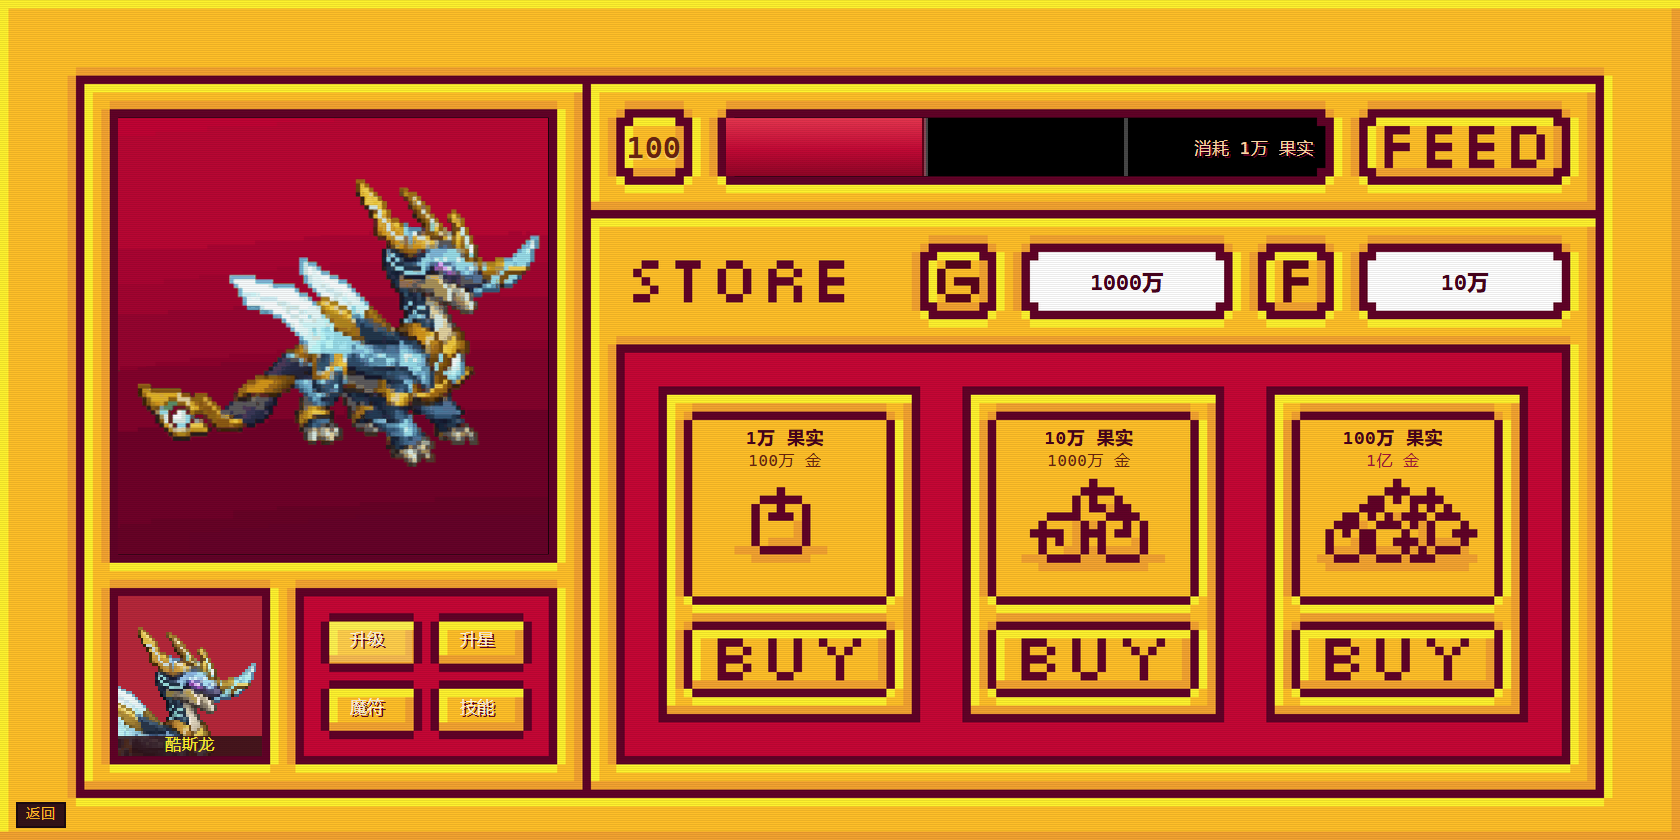 100
消耗 1万 果实
FEED
STORE
G
1000万
F
10万
1万 果实
100万 金
BUY
10万 果实
1000万 金
BUY
100万 果实
1亿 金
BUY
酷斯龙
升级
升星
魔符
技能
返回